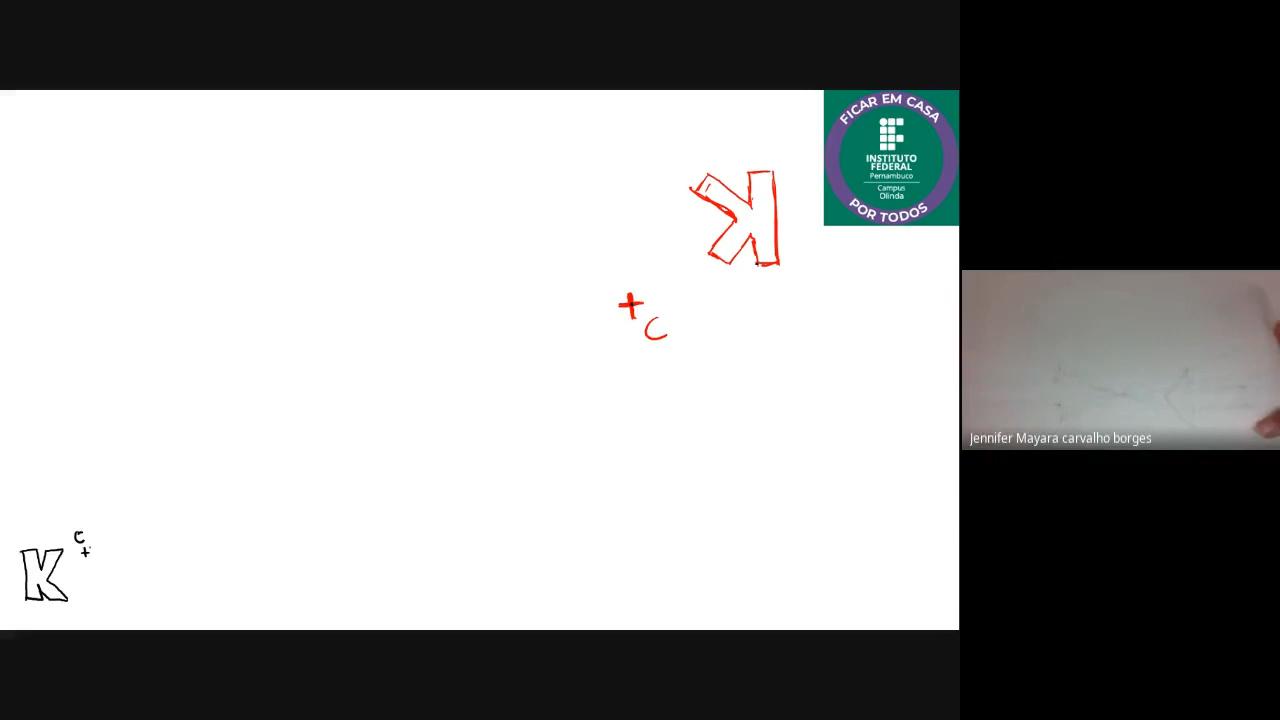 FICAR EM CASA
INSTITUTO
FEDERAL
Pernambuco
Campus
Olinda
POR TODOS
K
+
C
Jennifer Mayara carvalho borges
C
+
K